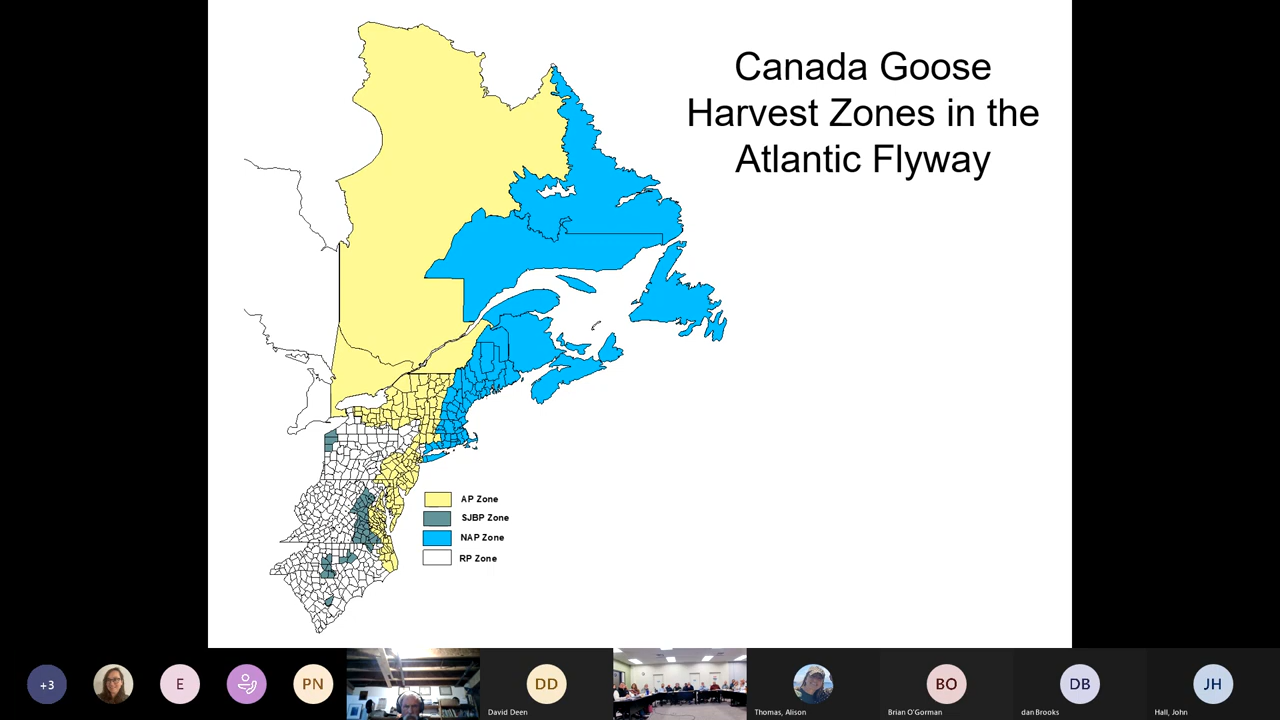 Canada Goose
Harvest Zones in the
Atlantic Flyway
AP Zone
SJBP Zone
NAP Zone
RP Zone
+3
E
PN
DD
BO
DB
JH
David Deen
Thomas, Alison
Brian O'Gorman
dan Brooks
Hall, John